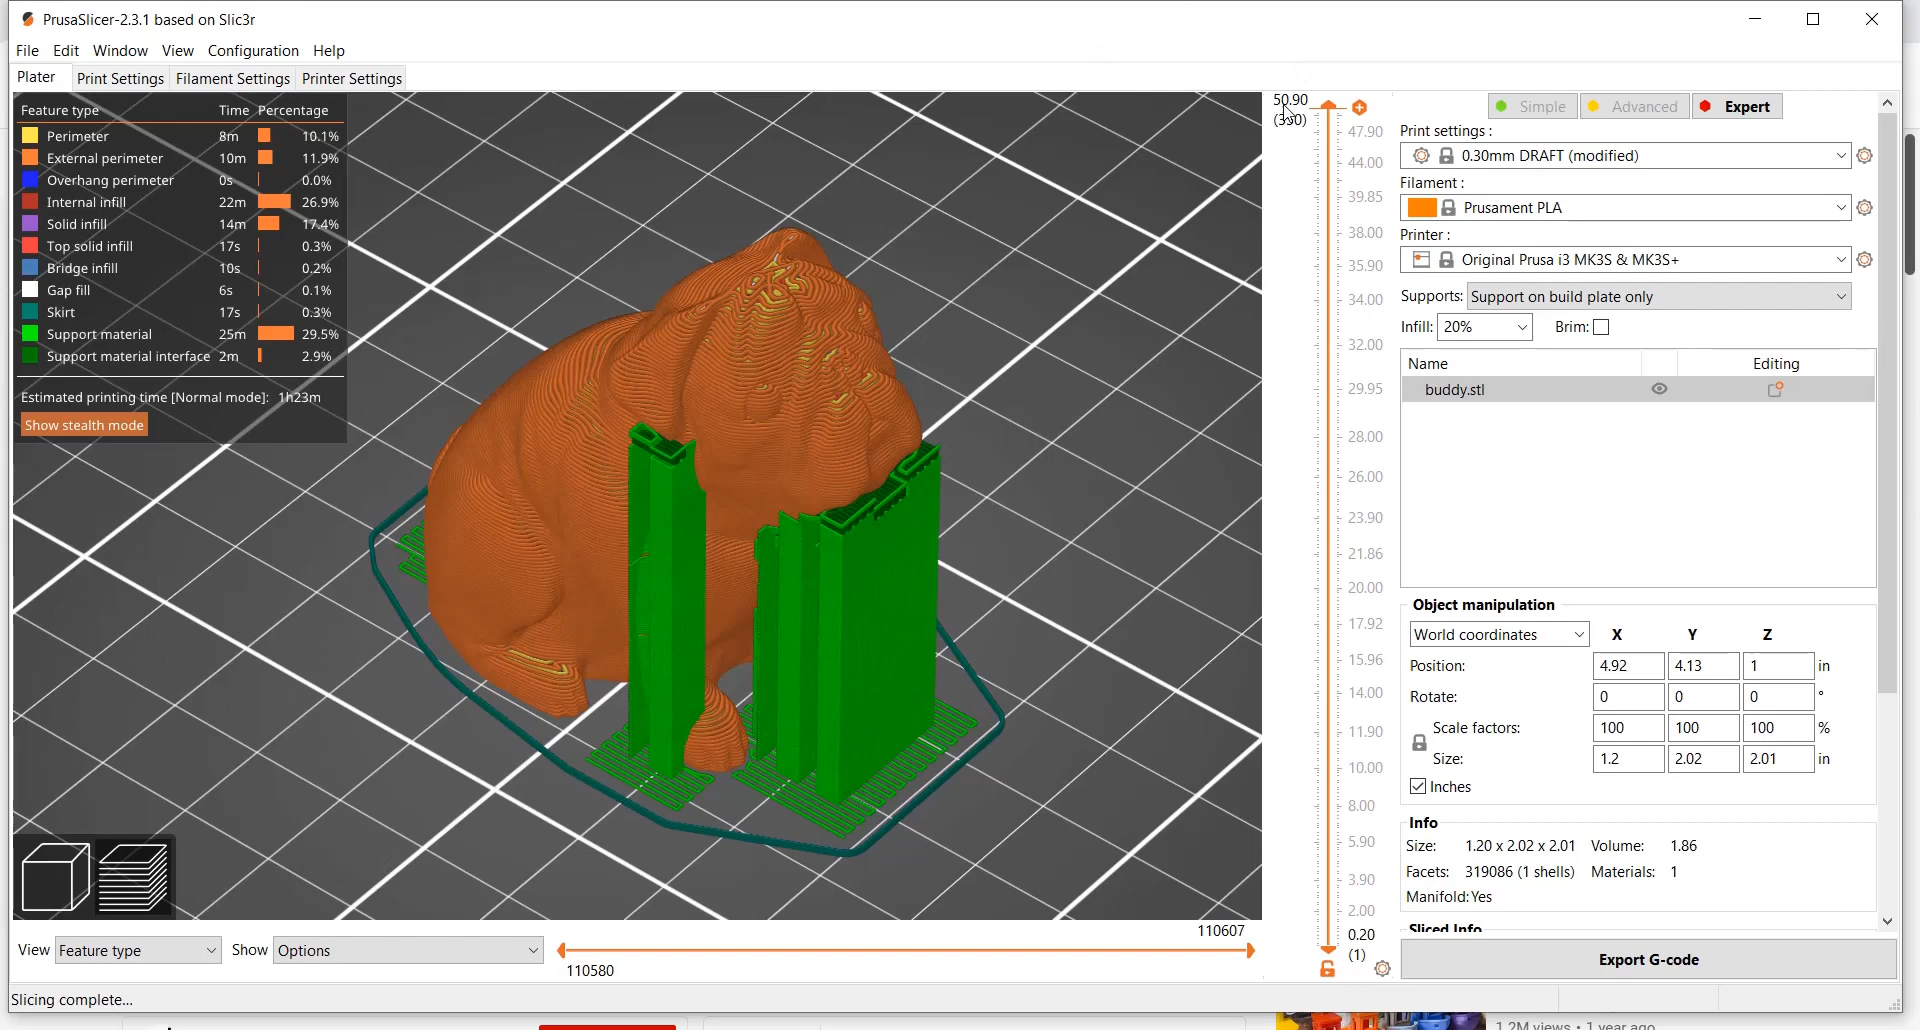 PrusaSlicer-2.3.1 based on Slic3r
File Edit Window View Configuration Help
Plater Print Settings Filament Settings Printer Settings
Feature type Time Percentage
Perimeter 8m 10.1%
External perimeter 10m 11.9%
Overhang perimeter 0s 0.0%
Internal infill 22m 26.9%
Solid infill 14m 17.4%
Top solid infill 17s 0.3%
Bridge infill 10s 0.2%
Gap fill 6s 0.1%
Skirt 17s 0.3%
Support material 25m 29.5%
Support material interface 2m 2.9%
Estimated printing time [Normal mode]: 1h23m
Show stealth mode
View Feature type Show Options
110607
110580
50.90
47.90
44.00
39.85
38.00
35.90
34.00
32.00
29.95
28.00
26.00
23.90
21.86
20.00
17.92
15.96
14.00
11.90
10.00
8.00
5.90
3.90
2.00
0.20
(1)
Simple Advanced Expert
Print settings :
0.30mm DRAFT (modified)
Filament :
Prusament PLA
Printer :
Original Prusa i3 MK3S & MK3S+
Supports: Support on build plate only
Infill: 20% Brim:
Name Editing
buddy.stl
Object manipulation
World coordinates X Y Z
Position: 4.92 4.13 1 in
Rotate: 0 0 0 °
Scale factors: 100 100 100 %
Size: 1.2 2.02 2.01 in
Inches
Info
Size: 1.20 x 2.02 x 2.01 Volume: 1.86
Facets: 319086 (1 shells) Materials: 1
Manifold: Yes
Sliced Info
Export G-code
Slicing complete...
1.2M views • 1 year ago